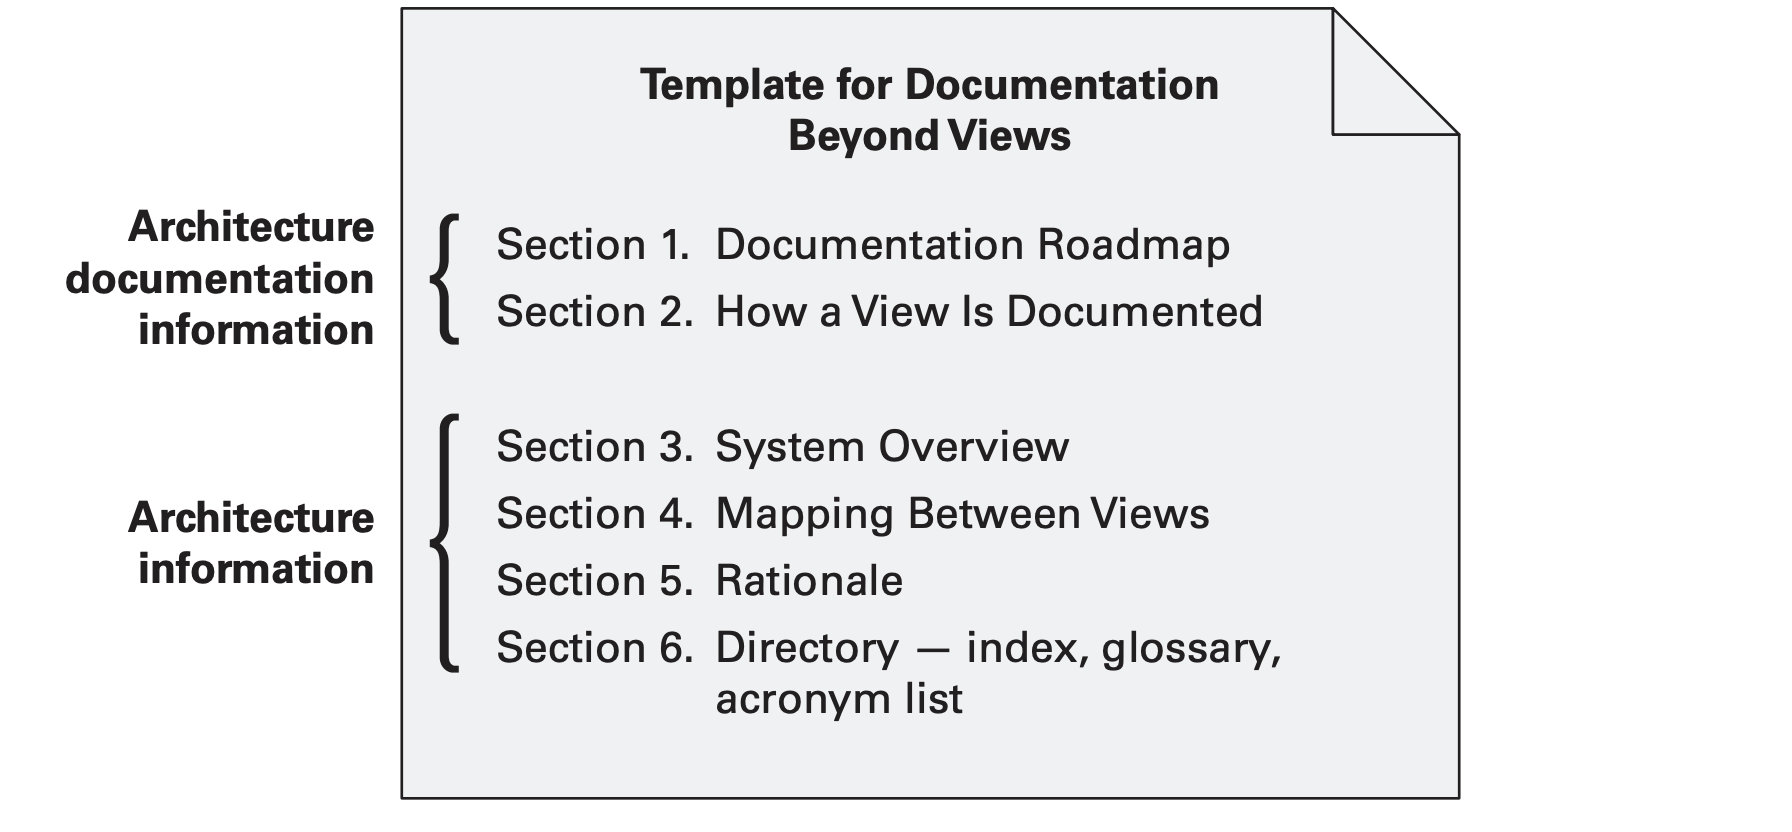 Template for Documentation
Beyond Views
Architecture
documentation
information
Section 1. Documentation Roadmap
Section 2. How a View Is Documented
Architecture
information
Section 3. System Overview
Section 4. Mapping Between Views
Section 5. Rationale
Section 6. Directory — index, glossary,
acronym list